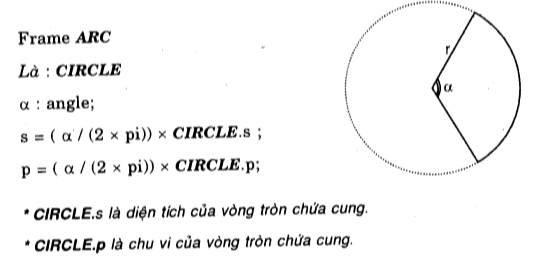 Frame ARC
Là : CIRCLE
α : angle;
s = ( α / (2 × pi)) × CIRCLE.s ;
p = ( α / (2 × pi)) × CIRCLE.p;
* CIRCLE.s là diện tích của vòng tròn chứa cung.
* CIRCLE.p là chu vi của vòng tròn chứa cung.
r
α